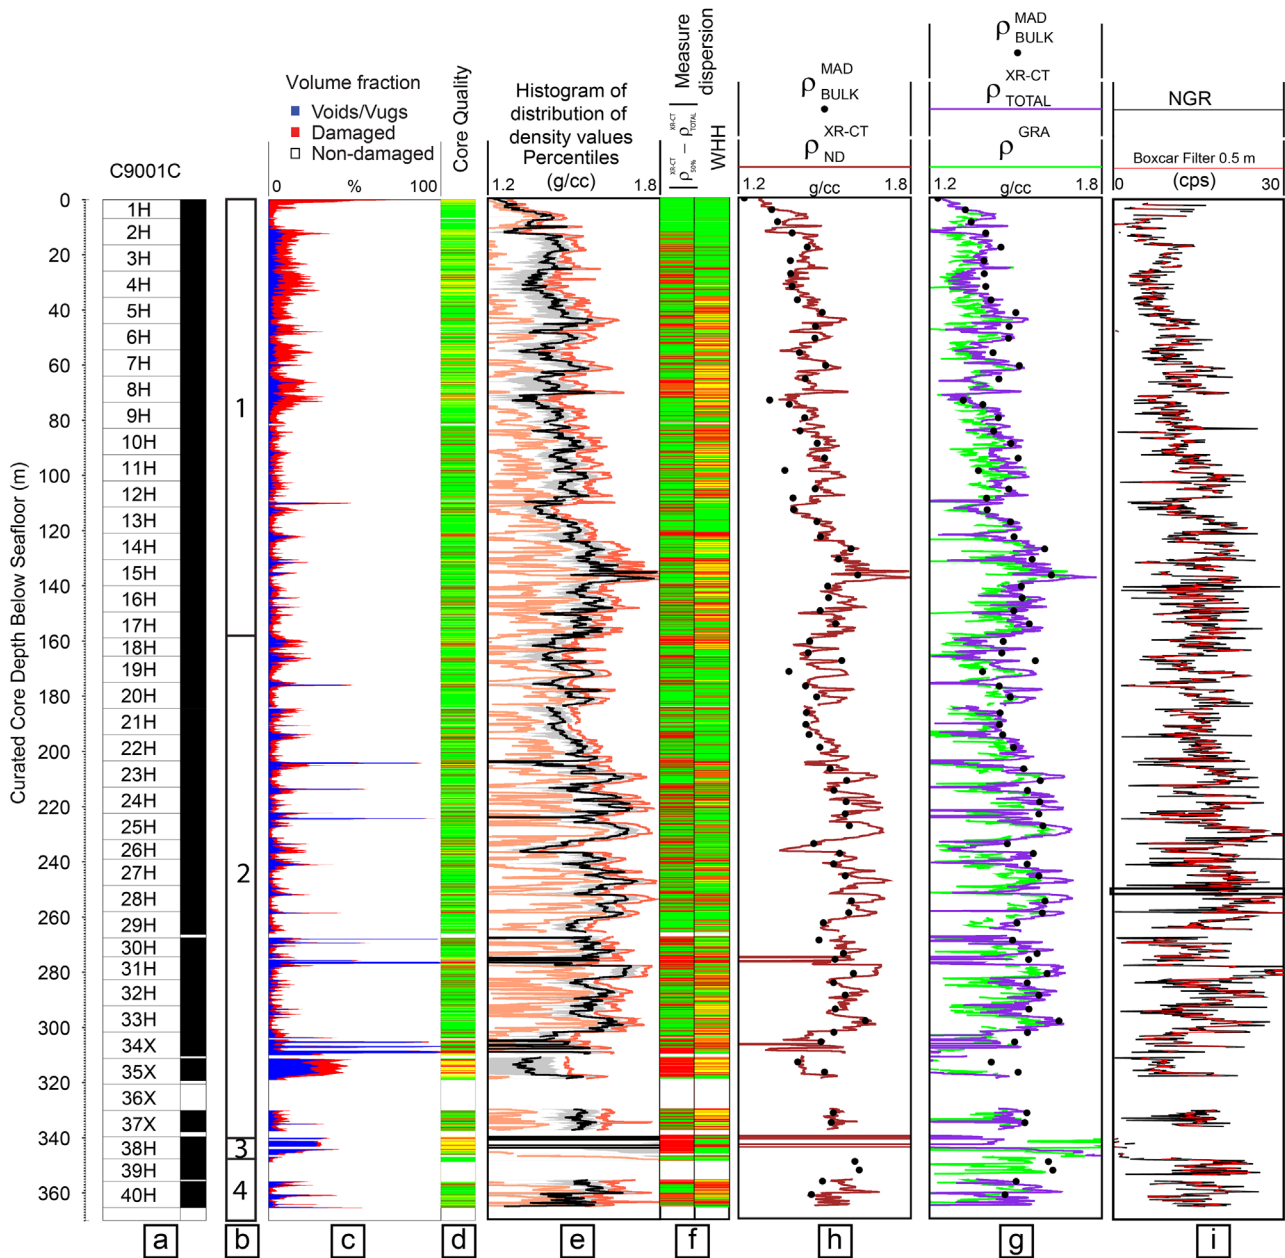 Volume fraction
Voids/Vugs
Damaged
Non-damaged
0 % 100
Core Quality
Histogram of
distribution of
density values
Percentiles
1.2 (g/cc) 1.8
Measure
dispersion
| ρ XR-CT 50% − ρ XR-CT TOTAL |
WHH
ρ MAD BULK
ρ XR-CT ND
1.2 g/cc 1.8
ρ MAD BULK
ρ XR-CT TOTAL
ρ GRA
1.2 g/cc 1.8
NGR
Boxcar Filter 0.5 m
0 (cps) 30
C9001C
Curated Core Depth Below Seafloor (m)
0
20
40
60
80
100
120
140
160
180
200
220
240
260
280
300
320
340
360
1H
2H
3H
4H
5H
6H
7H
8H
9H
10H
11H
12H
13H
14H
15H
16H
17H
18H
19H
20H
21H
22H
23H
24H
25H
26H
27H
28H
29H
30H
31H
32H
33H
34X
35X
36X
37X
38H
39H
40H
1
2
3
4
a b c d e f h g i